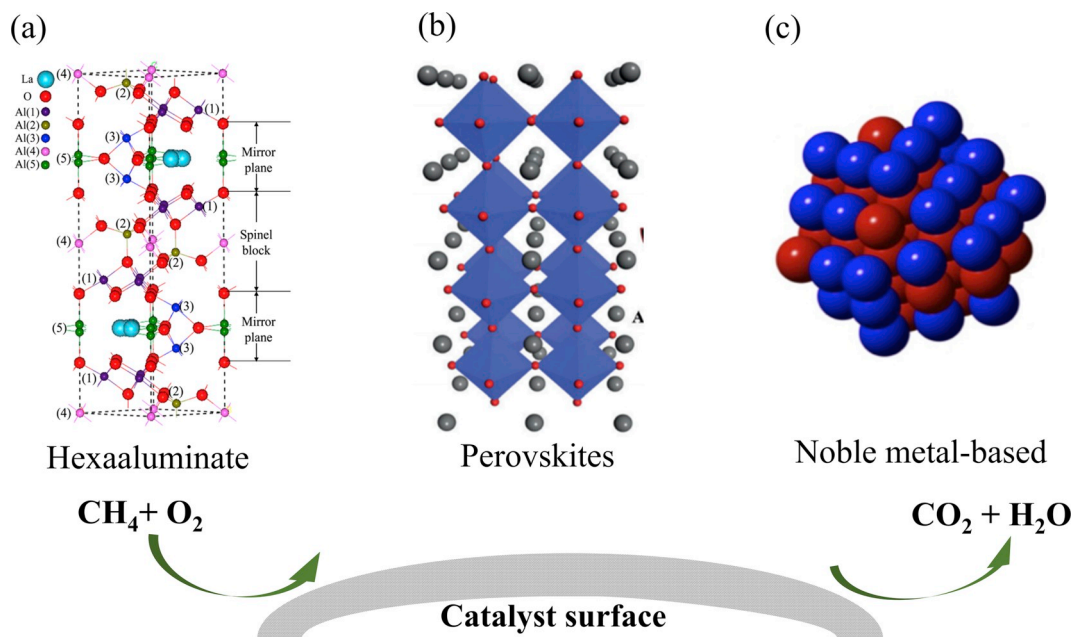 (a)
(b)
(c)
La
O
Al(1)
Al(2)
Al(3)
Al(4)
Al(5)
(4)
(2)
(1)
(3)
(5)
(3)
(1)
(2)
(4)
(2)
(1)
(3)
(5)
(3)
(1)
(2)
(4)
Mirror
plane
Spinel
block
Mirror
plane
A
Hexaaluminate
Perovskites
Noble metal-based
CH₄+ O₂
CO₂ + H₂O
Catalyst surface